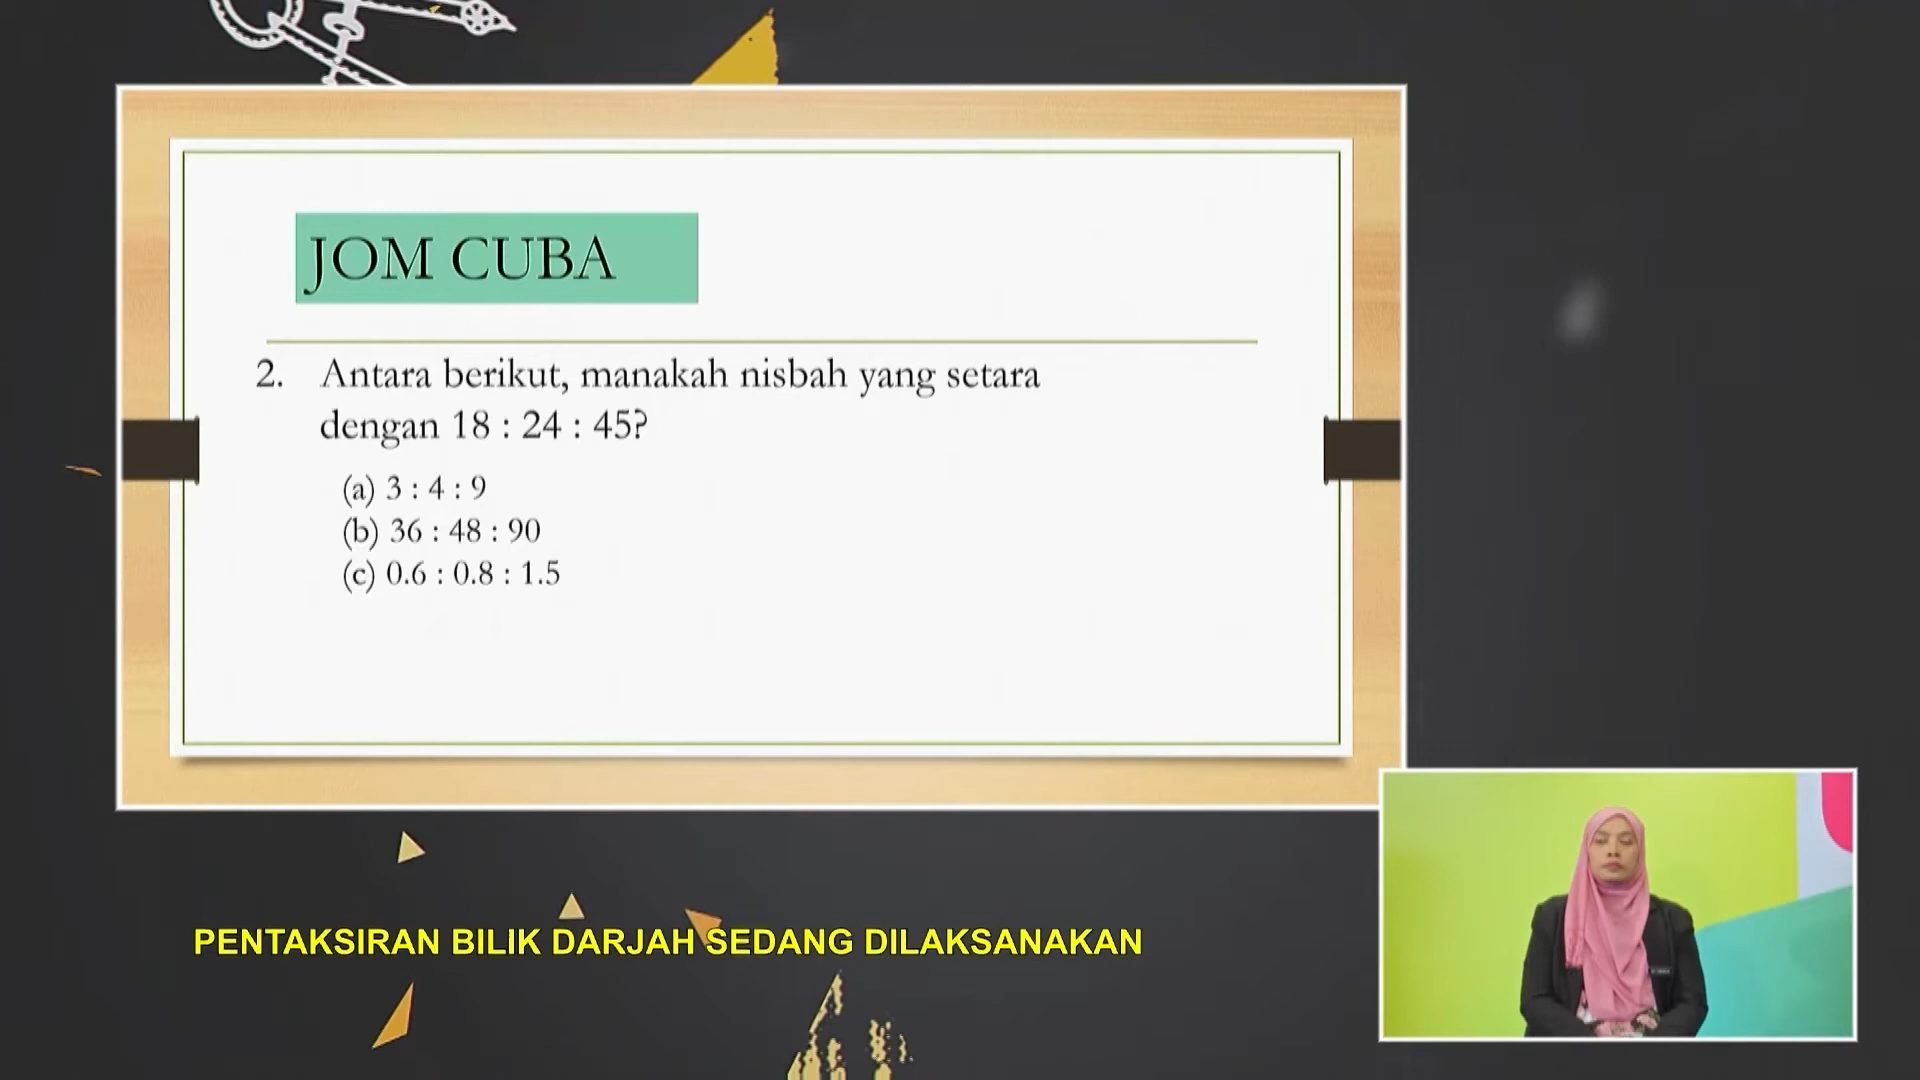 JOM CUBA
2. Antara berikut, manakah nisbah yang setara
dengan 18 : 24 : 45?
(a) 3 : 4 : 9
(b) 36 : 48 : 90
(c) 0.6 : 0.8 : 1.5
PENTAKSIRAN BILIK DARJAH SEDANG DILAKSANAKAN